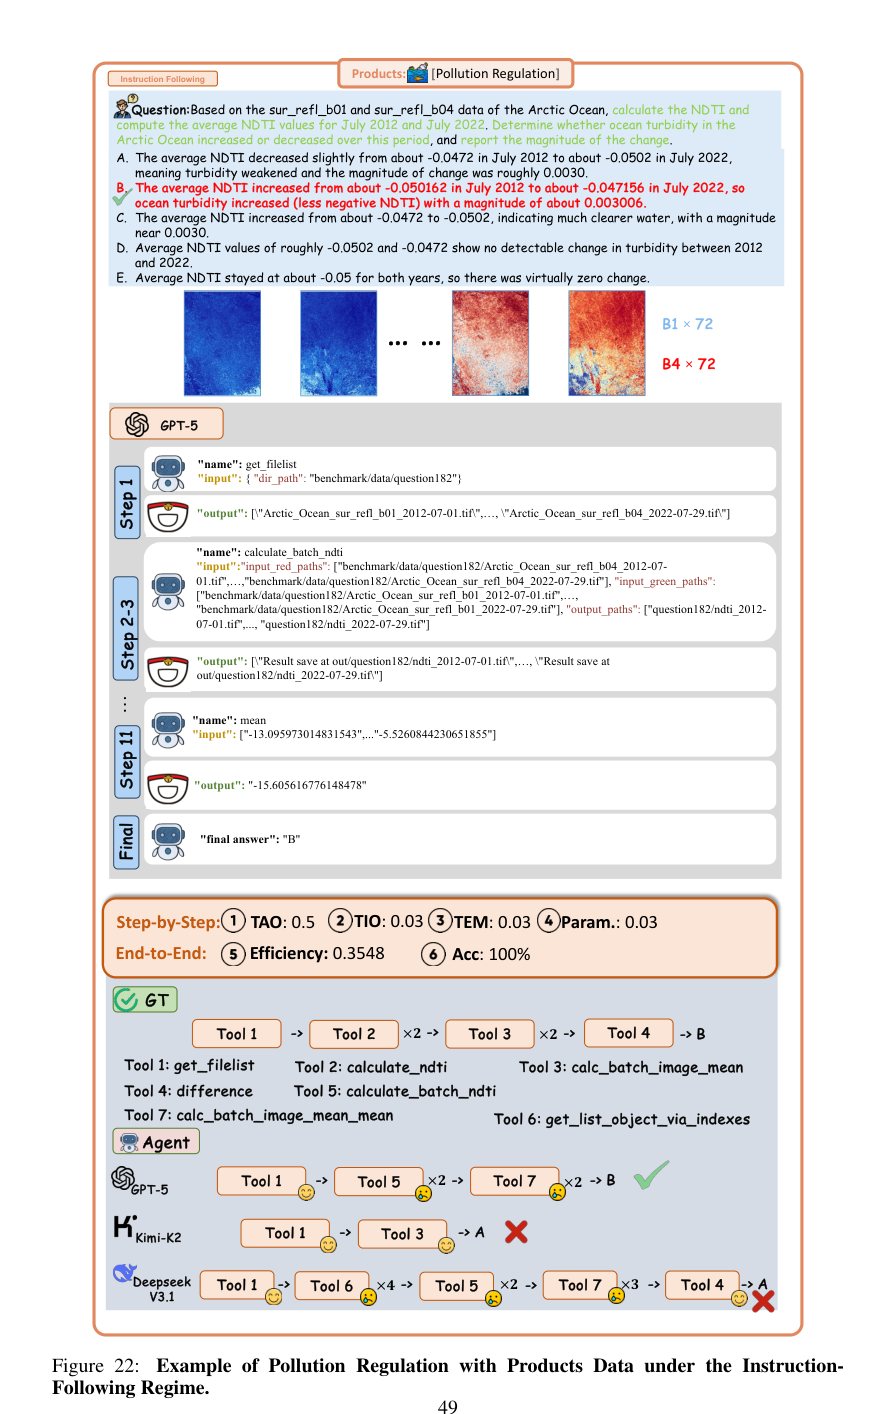 Instruction Following
Products: [Pollution Regulation]
Question:Based on the sur_refl_b01 and sur_refl_b04 data of the Arctic Ocean, calculate the NDTI and
compute the average NDTI values for July 2012 and July 2022. Determine whether ocean turbidity in the
Arctic Ocean increased or decreased over this period, and report the magnitude of the change.
A. The average NDTI decreased slightly from about -0.0472 in July 2012 to about -0.0502 in July 2022,
meaning turbidity weakened and the magnitude of change was roughly 0.0030.
B. The average NDTI increased from about -0.050162 in July 2012 to about -0.047156 in July 2022, so
ocean turbidity increased (less negative NDTI) with a magnitude of about 0.003006.
C. The average NDTI increased from about -0.0472 to -0.0502, indicating much clearer water, with a magnitude
near 0.0030.
D. Average NDTI values of roughly -0.0502 and -0.0472 show no detectable change in turbidity between 2012
and 2022.
E. Average NDTI stayed at about -0.05 for both years, so there was virtually zero change.
... ...
B1 × 72
B4 × 72
GPT-5
Step 1
"name": get_filelist
"input": { "dir_path": "benchmark/data/question182"}
"output": [\"Arctic_Ocean_sur_refl_b01_2012-07-01.tif\",…, \"Arctic_Ocean_sur_refl_b04_2022-07-29.tif\"]
Step 2-3
"name": calculate_batch_ndti
"input":"input_red_paths": ["benchmark/data/question182/Arctic_Ocean_sur_refl_b04_2012-07-
01.tif",…,"benchmark/data/question182/Arctic_Ocean_sur_refl_b04_2022-07-29.tif"], "input_green_paths":
["benchmark/data/question182/Arctic_Ocean_sur_refl_b01_2012-07-01.tif",…,
"benchmark/data/question182/Arctic_Ocean_sur_refl_b01_2022-07-29.tif"], "output_paths": ["question182/ndti_2012-
07-01.tif",..., "question182/ndti_2022-07-29.tif"]
"output": [\"Result save at out/question182/ndti_2012-07-01.tif\",…, \"Result save at
out/question182/ndti_2022-07-29.tif\"]
...
Step 11
"name": mean
"input": ["-13.095973014831543",..."-5.5260844230651855"]
"output": "-15.605616776148478"
Final
"final answer": "B"
Step-by-Step: 1 TAO: 0.5 2 TIO: 0.03 3 TEM: 0.03 4 Param.: 0.03
End-to-End: 5 Efficiency: 0.3548 6 Acc: 100%
GT
Tool 1 -> Tool 2 ×2 -> Tool 3 ×2 -> Tool 4 -> B
Tool 1: get_filelist Tool 2: calculate_ndti Tool 3: calc_batch_image_mean
Tool 4: difference Tool 5: calculate_batch_ndti
Tool 7: calc_batch_image_mean_mean Tool 6: get_list_object_via_indexes
Agent
GPT-5 Tool 1 -> Tool 5 ×2 -> Tool 7 ×2 -> B
Kimi-K2 Tool 1 -> Tool 3 -> A
Deepseek V3.1 Tool 1 -> Tool 6 ×4 -> Tool 5 ×2 -> Tool 7 ×3 -> Tool 4 -> A
Figure 22: Example of Pollution Regulation with Products Data under the Instruction-
Following Regime.
49